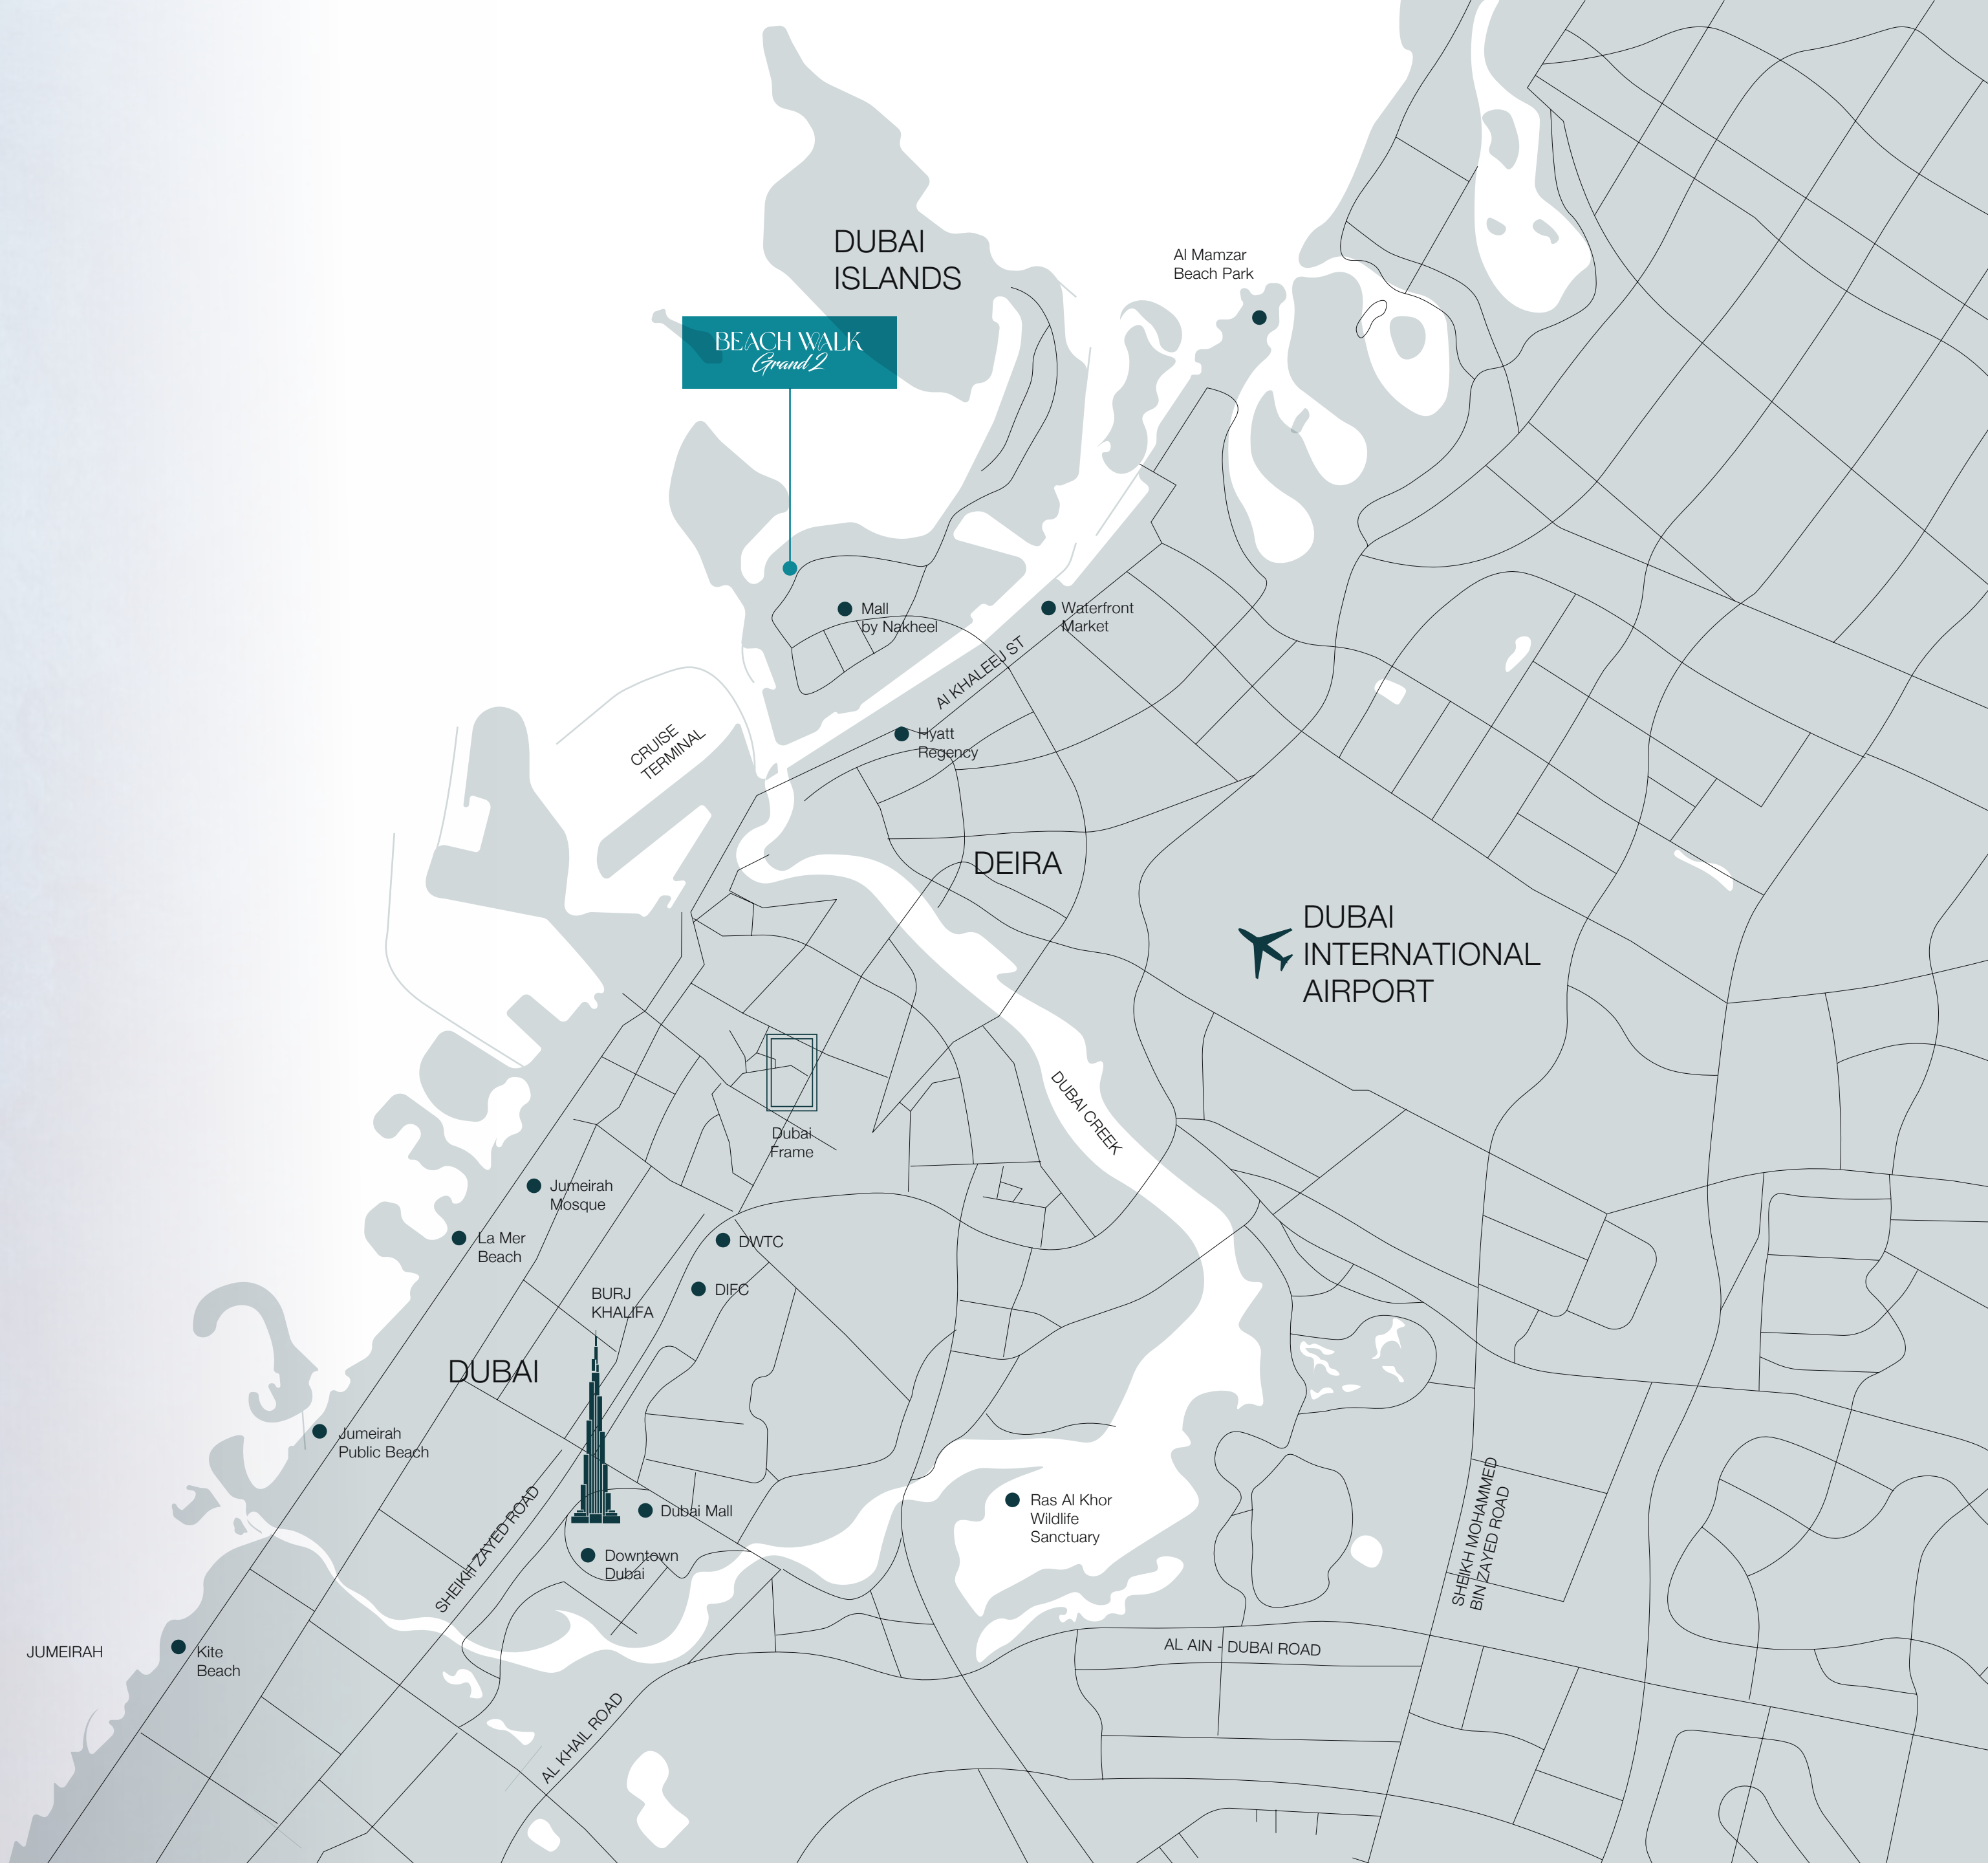 DUBAI
ISLANDS
Al Mamzar
Beach Park
BEACH WALK
Grand 2
Mall
by Nakheel
Waterfront
Market
Al KHALEEJ ST
CRUISE
TERMINAL
Hyatt
Regency
DEIRA
DUBAI
INTERNATIONAL
AIRPORT
DUBAI CREEK
Dubai
Frame
Jumeirah
Mosque
La Mer
Beach
DWTC
DIFC
BURJ
KHALIFA
DUBAI
Jumeirah
Public Beach
SHEIKH ZAYED ROAD
Dubai Mall
Downtown
Dubai
Ras Al Khor
Wildlife
Sanctuary
SHEIKH MOHAMMED
BIN ZAYED ROAD
JUMEIRAH
Kite
Beach
AL AIN - DUBAI ROAD
AL KHAIL ROAD